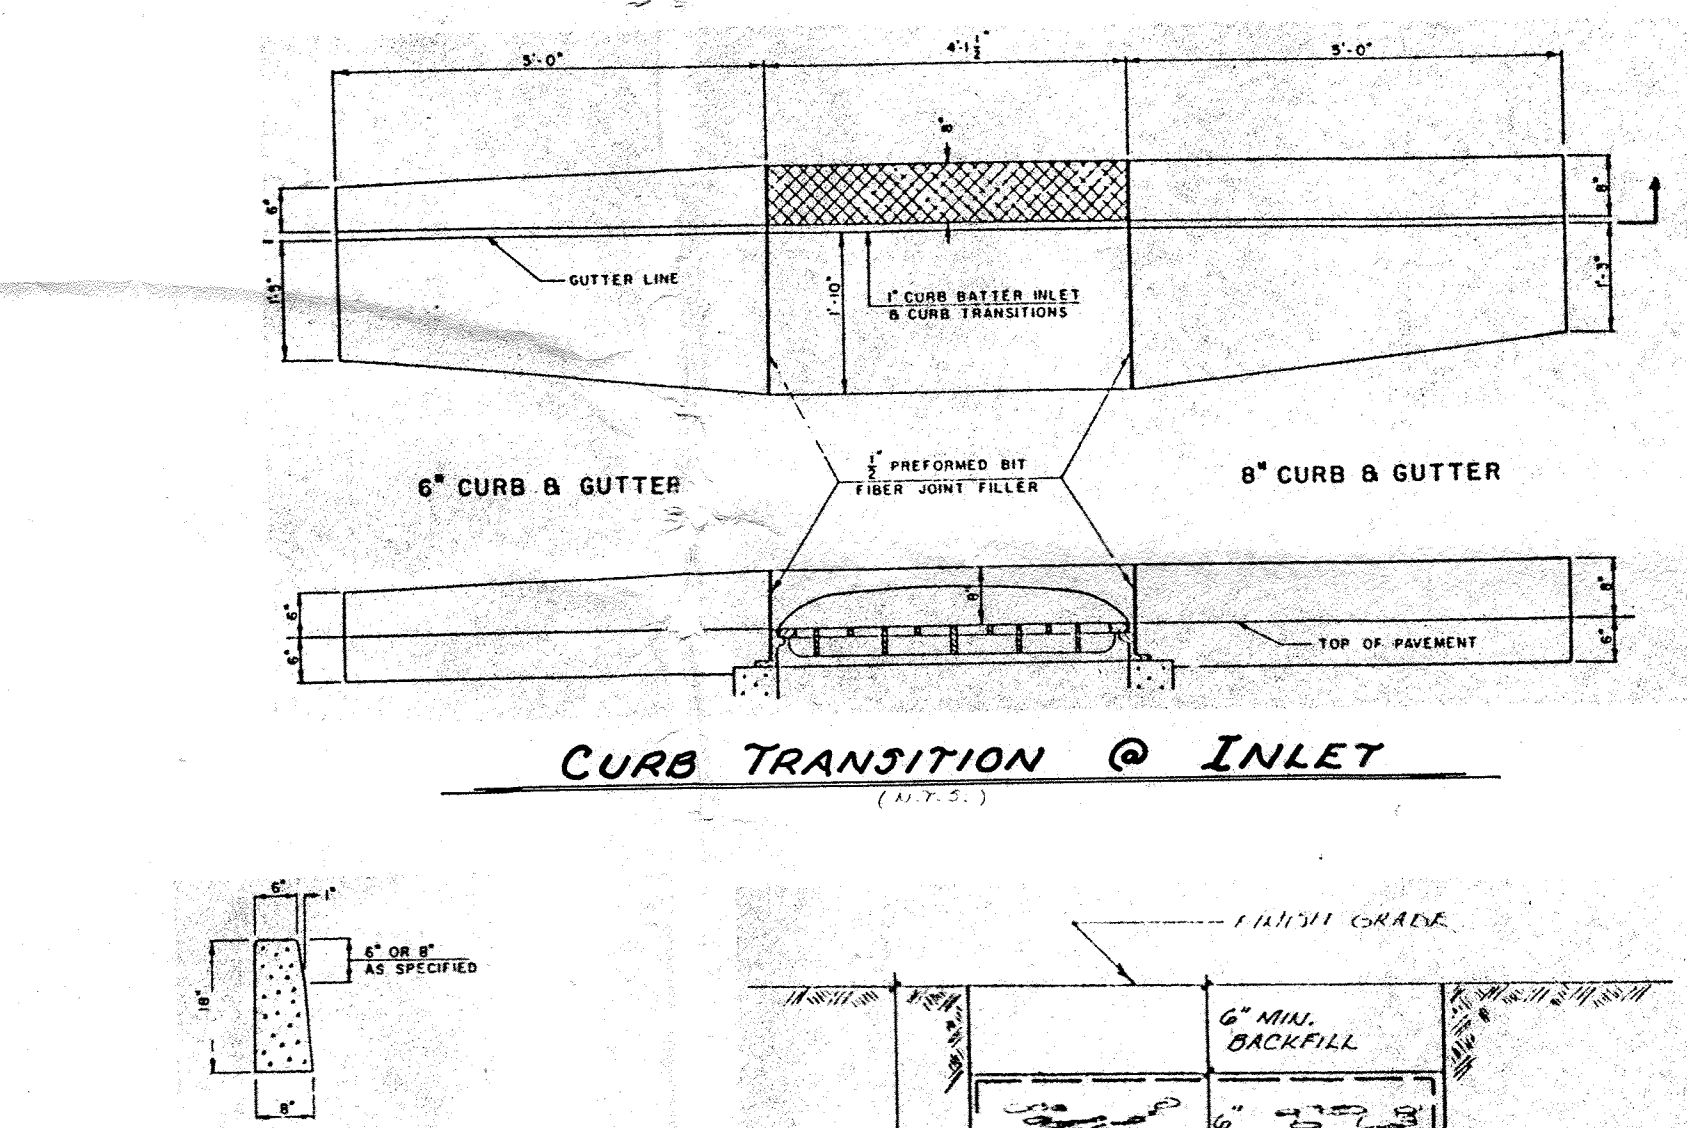 5'-0"
4'-1 1/2"
5'-0"
8"
6"
8"
GUTTER LINE
1'-10"
1'-3"
1" CURB BATTER INLET
& CURB TRANSITIONS
1/2" PREFORMED BIT
FIBER JOINT FILLER
6" CURB & GUTTER
8" CURB & GUTTER
6"
8"
8"
6"
6"
TOP OF PAVEMENT
CURB TRANSITION @ INLET
(N.T.S.)
6"
1"
6" OR 8"
AS SPECIFIED
18"
8"
FINISH GRADE
6" MIN.
BACKFILL
6"